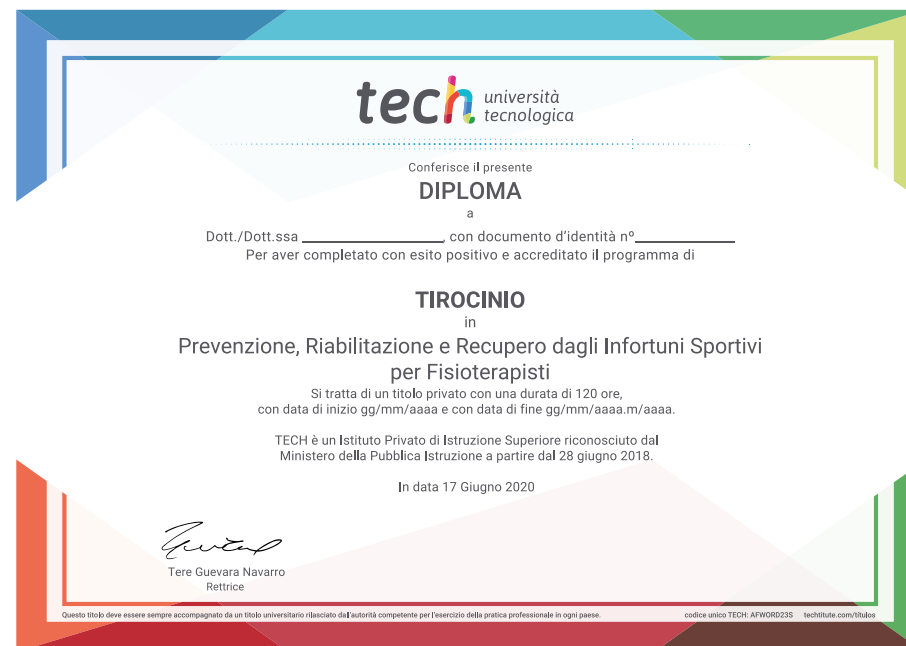 tech università
tecnologica
Conferisce il presente
DIPLOMA
a
Dott./Dott.ssa ____________________, con documento d'identità nº______________
Per aver completato con esito positivo e accreditato il programma di
TIROCINIO
in
Prevenzione, Riabilitazione e Recupero dagli Infortuni Sportivi
per Fisioterapisti
Si tratta di un titolo privato con una durata di 120 ore,
con data di inizio gg/mm/aaaa e con data di fine gg/mm/aaaa.m/aaaa.
TECH è un Istituto Privato di Istruzione Superiore riconosciuto dal
Ministero della Pubblica Istruzione a partire dal 28 giugno 2018.
In data 17 Giugno 2020
Tere Guevara Navarro
Rettrice
Questo titolo deve essere sempre accompagnato da un titolo universitario rilasciato dall'autorità competente per l'esercizio della pratica professionale in ogni paese. codice unico TECH: AFWORD23S techtitute.com/titulos